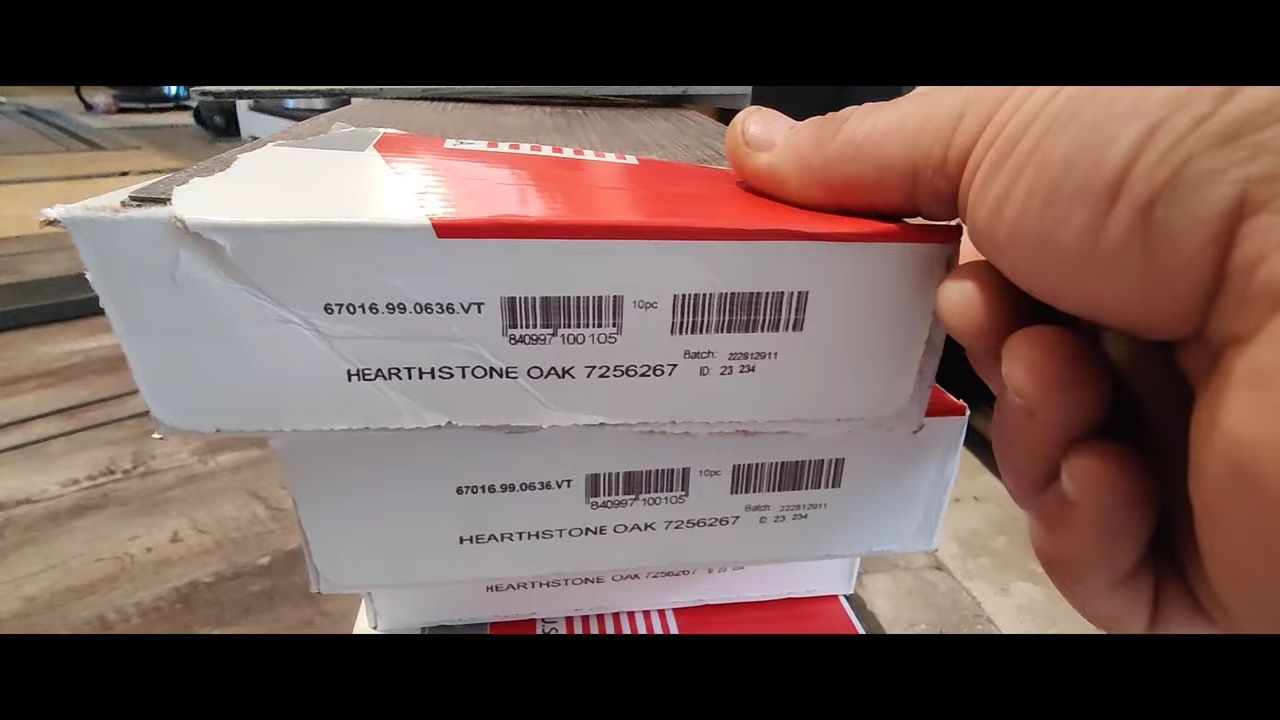 67016.99.0636.VT
840997 100105
10pc
Batch: 222812911
ID: 23 234
HEARTHSTONE OAK 7256267
67016.99.0636.VT
840997 100105
10pc
Batch: 222812911
ID: 23 234
HEARTHSTONE OAK 7256267
HEARTHSTONE OAK 7256267